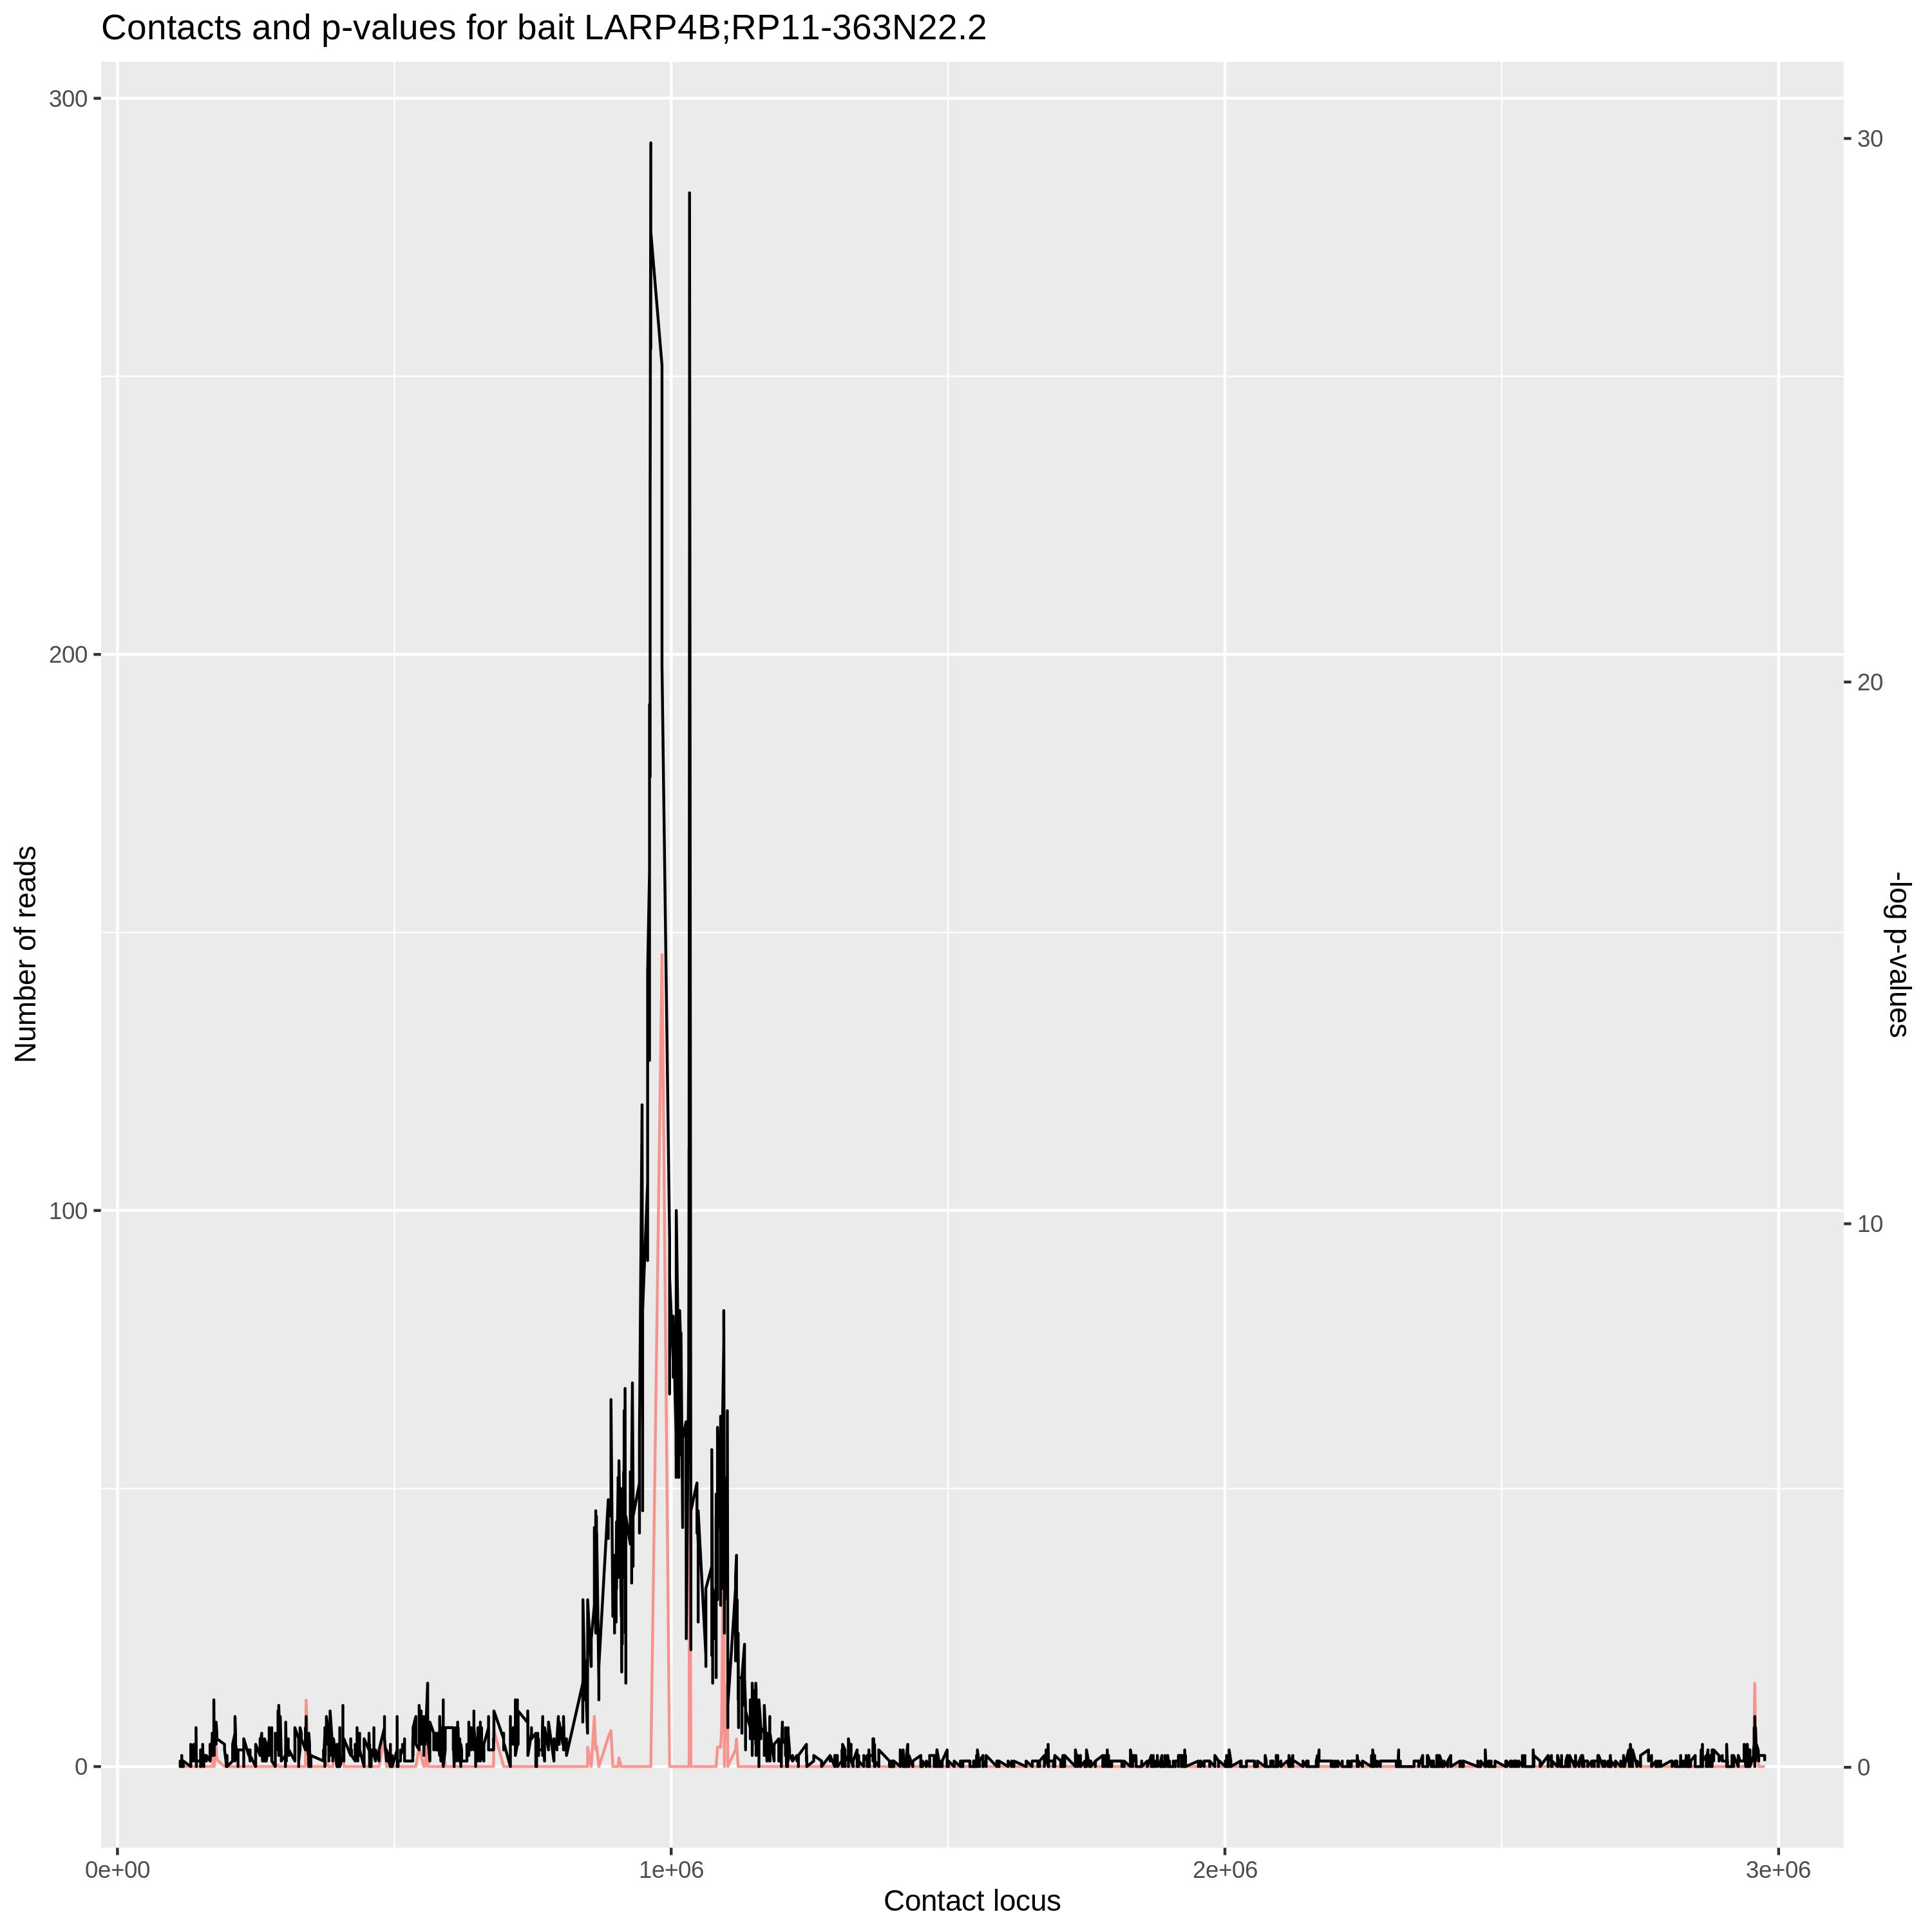 Contacts and p-values for bait LARP4B;RP11-363N22.2
300
200
100
0
30
20
10
0
Number of reads
-log p-values
0e+00
1e+06
2e+06
3e+06
Contact locus